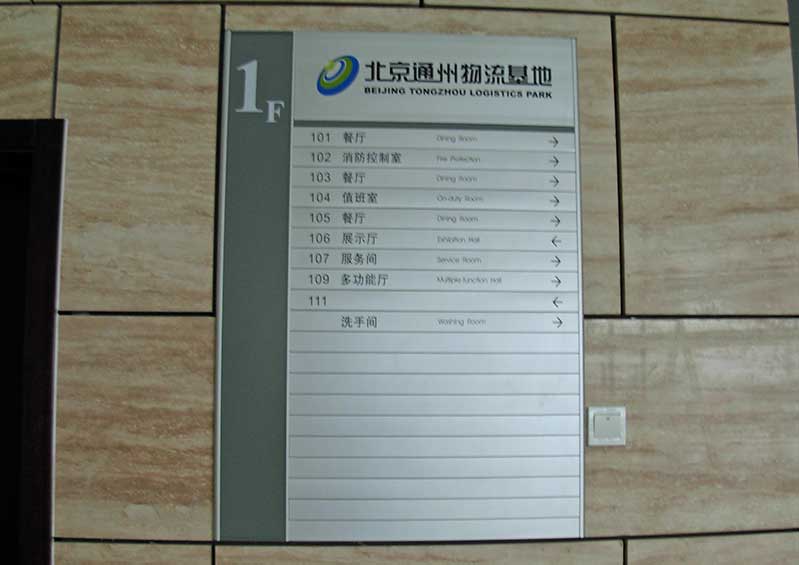 1F
北京通州物流基地
BEIJING TONGZHOU LOGISTICS PARK
101 餐厅 Dining Room →
102 消防控制室 Fire Protection →
103 餐厅 Dining Room →
104 值班室 On-duty Room →
105 餐厅 Dining Room →
106 展示厅 Exhibition Hall ←
107 服务间 Service Room →
109 多功能厅 Multiple-function Hall →
111 ←
洗手间 Washing Room →